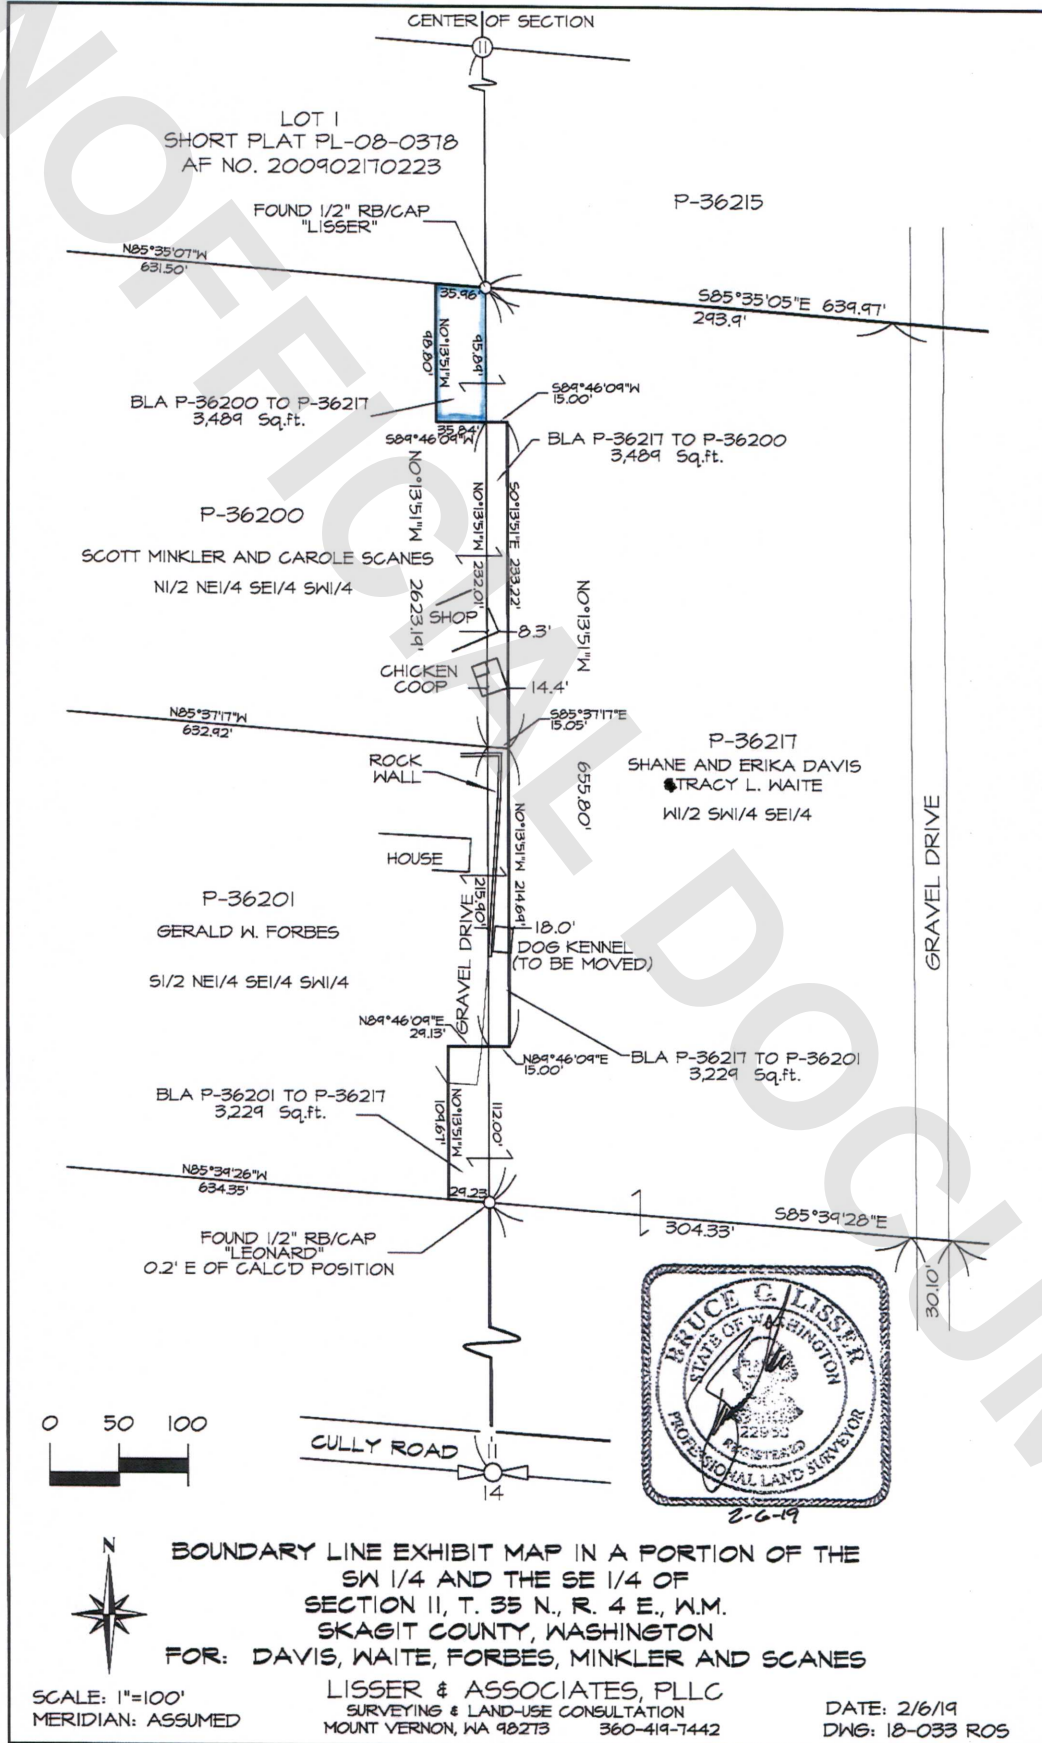 CENTER OF SECTION
11
LOT 1
SHORT PLAT PL-08-0378
AF NO. 200902170223
P-36215
FOUND 1/2" RB/CAP
"LISSER"
N85°35'07"W
631.50'
35.96'
S85°35'05"E 639.97'
293.9'
98.80'
N0°13'51"W
95.89'
S89°46'09"W
15.00'
BLA P-36200 TO P-36217
3,489 Sq.ft.
35.84'
S89°46'09"W
BLA P-36217 TO P-36200
3,489 Sq.ft.
N0°13'51"W 2623.19'
N0°13'51"W 232.01'
S0°13'51"E 233.22'
P-36200
SCOTT MINKLER AND CAROLE SCANES
N1/2 NE1/4 SE1/4 SW1/4
SHOP
8.3'
N0°13'51"W 655.80'
CHICKEN
COOP
14.4'
N85°37'17"W
632.92'
S85°37'17"E
15.05'
P-36217
SHANE AND ERIKA DAVIS
TRACY L. WAITE
W1/2 SW1/4 SE1/4
ROCK
WALL
HOUSE
N0°13'51"W 214.69'
215.90'
GRAVEL DRIVE
GRAVEL DRIVE
P-36201
GERALD W. FORBES
S1/2 NE1/4 SE1/4 SW1/4
18.0'
DOG KENNEL
(TO BE MOVED)
N89°46'09"E
29.13'
N89°46'09"E
15.00'
BLA P-36217 TO P-36201
3,229 Sq.ft.
BLA P-36201 TO P-36217
3,229 Sq.ft.
109.67'
N0°13'51"W
112.00'
N85°39'26"W
634.35'
29.23'
304.33'
S85°39'28"E
30.10'
FOUND 1/2" RB/CAP
"LEONARD"
0.2' E OF CALC'D POSITION
BRUCE G. LISSER
STATE OF WASHINGTON
REGISTERED
PROFESSIONAL LAND SURVEYOR
2-6-19
0 50 100
CULLY ROAD
11
14
N
BOUNDARY LINE EXHIBIT MAP IN A PORTION OF THE
SW 1/4 AND THE SE 1/4 OF
SECTION 11, T. 35 N., R. 4 E., W.M.
SKAGIT COUNTY, WASHINGTON
FOR: DAVIS, WAITE, FORBES, MINKLER AND SCANES
SCALE: 1"=100'
MERIDIAN: ASSUMED
LISSER & ASSOCIATES, PLLC
SURVEYING & LAND-USE CONSULTATION
MOUNT VERNON, WA 98273 360-419-7442
DATE: 2/6/19
DWG: 18-033 ROS
UNOFFICIAL DOCUM